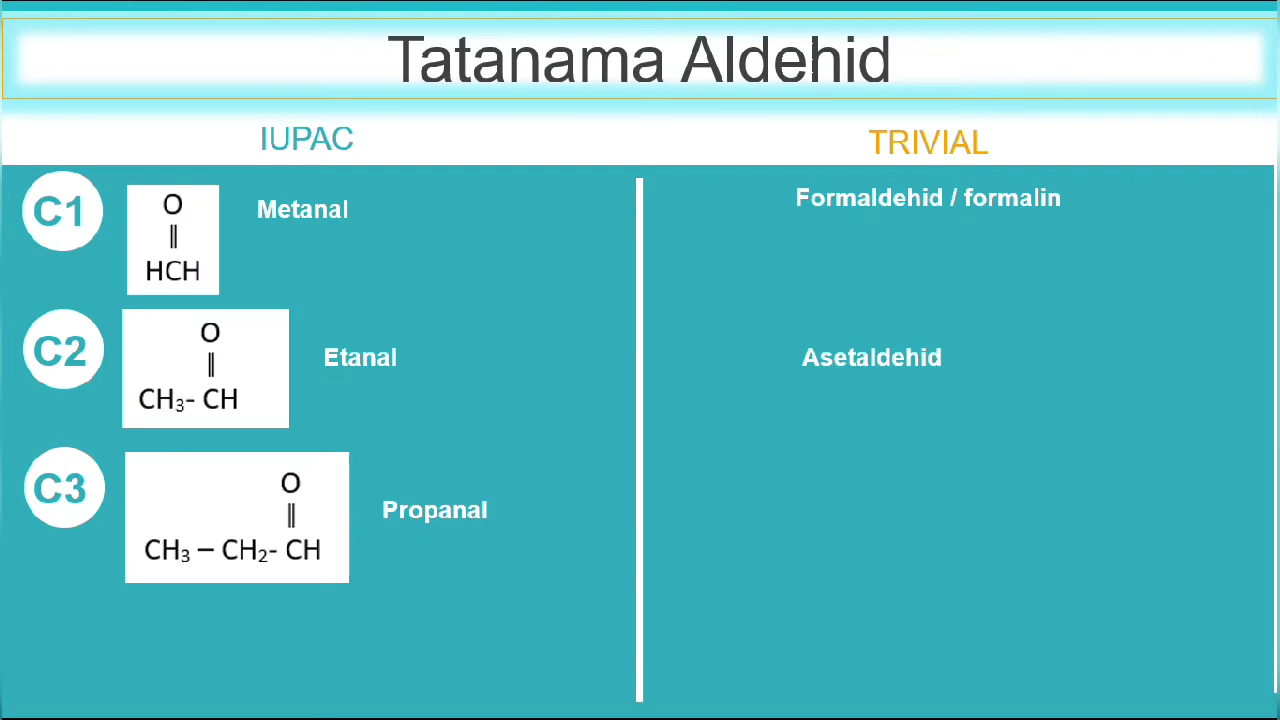 Tatanama Aldehid
IUPAC
TRIVIAL
C1
O
||
HCH
Metanal
Formaldehid / formalin
C2
O
||
CH₃- CH
Etanal
Asetaldehid
C3
O
||
CH₃ – CH₂- CH
Propanal